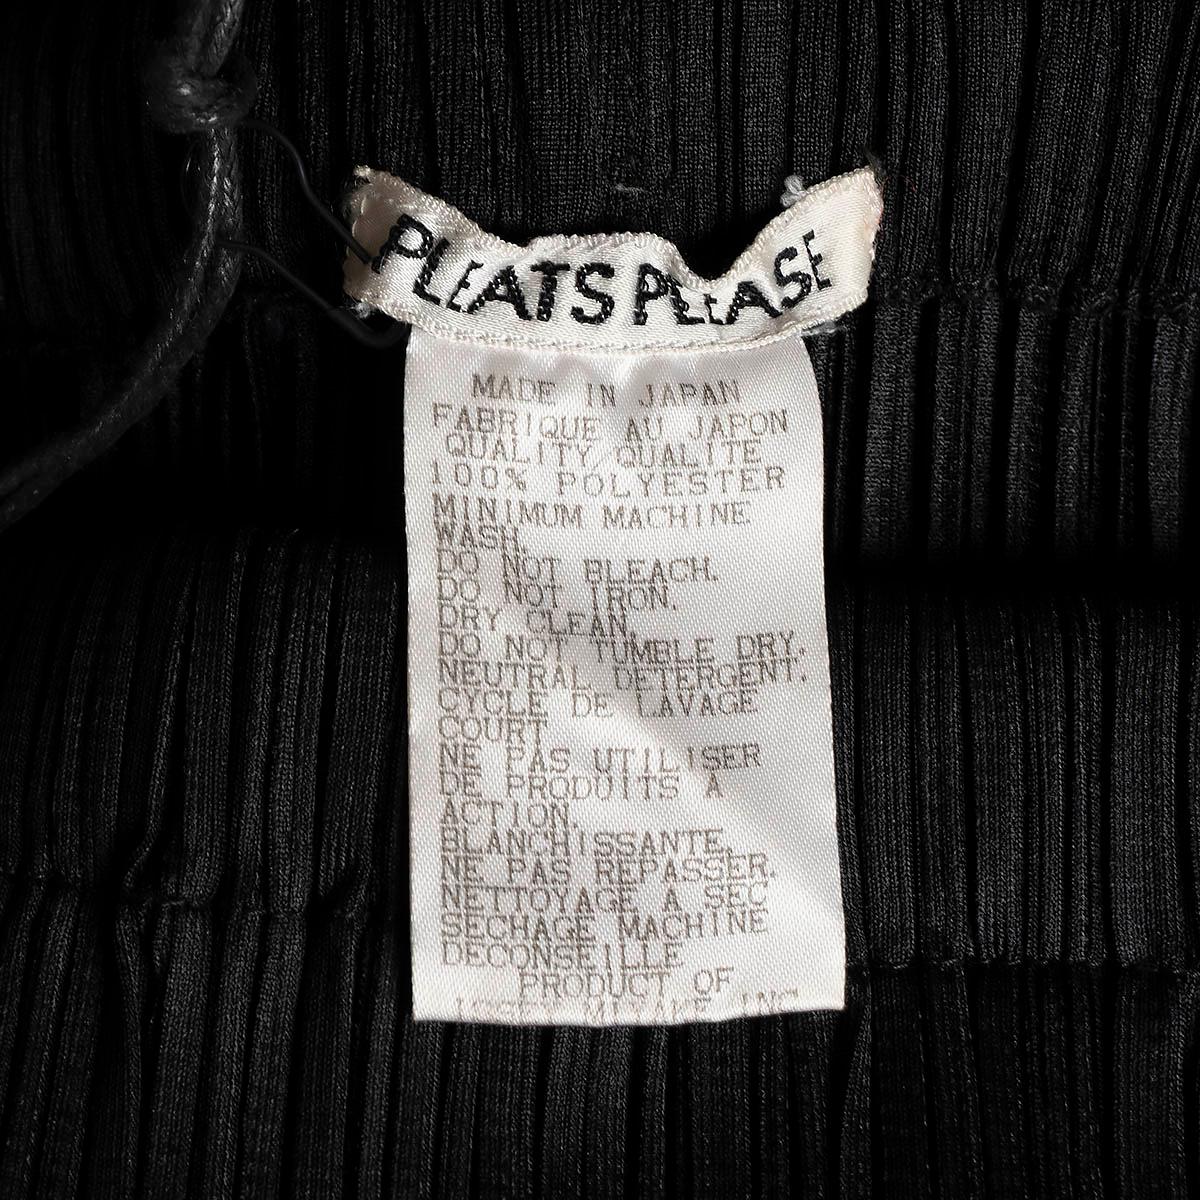 PLEATS PLEASE
MADE IN JAPAN
FABRIQUE AU JAPON
QUALITY/QUALITE
100% POLYESTER
MINIMUM MACHINE
WASH.
DO NOT BLEACH.
DO NOT IRON.
DRY CLEAN.
DO NOT TUMBLE DRY.
NEUTRAL DETERGENT.
CYCLE DE LAVAGE
COURT
NE PAS UTILISER
DE PRODUITS A
ACTION
BLANCHISSANTE.
NE PAS REPASSER.
NETTOYAGE A SEC
SECHAGE MACHINE
DECONSEILLE
PRODUCT OF